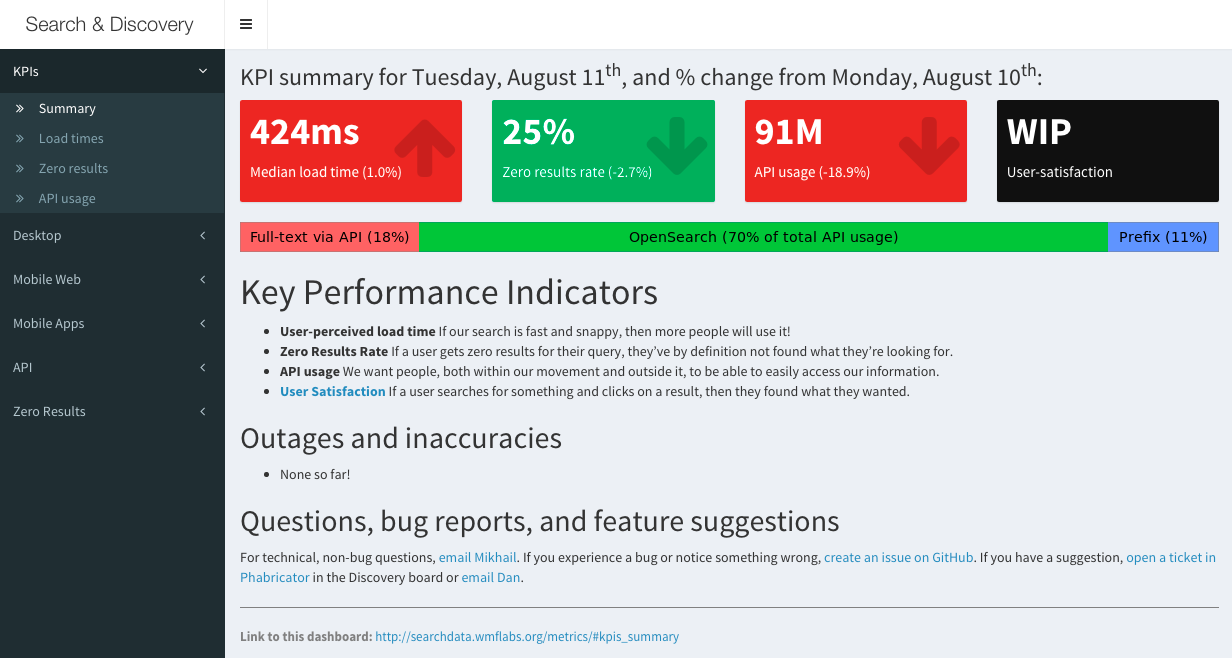 Search & Discovery
KPIs
Summary
Load times
Zero results
API usage
Desktop
Mobile Web
Mobile Apps
API
Zero Results
KPI summary for Tuesday, August 11th, and % change from Monday, August 10th:
424ms
Median load time (1.0%)
25%
Zero results rate (-2.7%)
91M
API usage (-18.9%)
WIP
User-satisfaction
Full-text via API (18%)
OpenSearch (70% of total API usage)
Prefix (11%)
Key Performance Indicators
User-perceived load time If our search is fast and snappy, then more people will use it!
Zero Results Rate If a user gets zero results for their query, they’ve by definition not found what they’re looking for.
API usage We want people, both within our movement and outside it, to be able to easily access our information.
User Satisfaction If a user searches for something and clicks on a result, then they found what they wanted.
Outages and inaccuracies
None so far!
Questions, bug reports, and feature suggestions
For technical, non-bug questions, email Mikhail. If you experience a bug or notice something wrong, create an issue on GitHub. If you have a suggestion, open a ticket in
Phabricator in the Discovery board or email Dan.
Link to this dashboard: http://searchdata.wmflabs.org/metrics/#kpis_summary